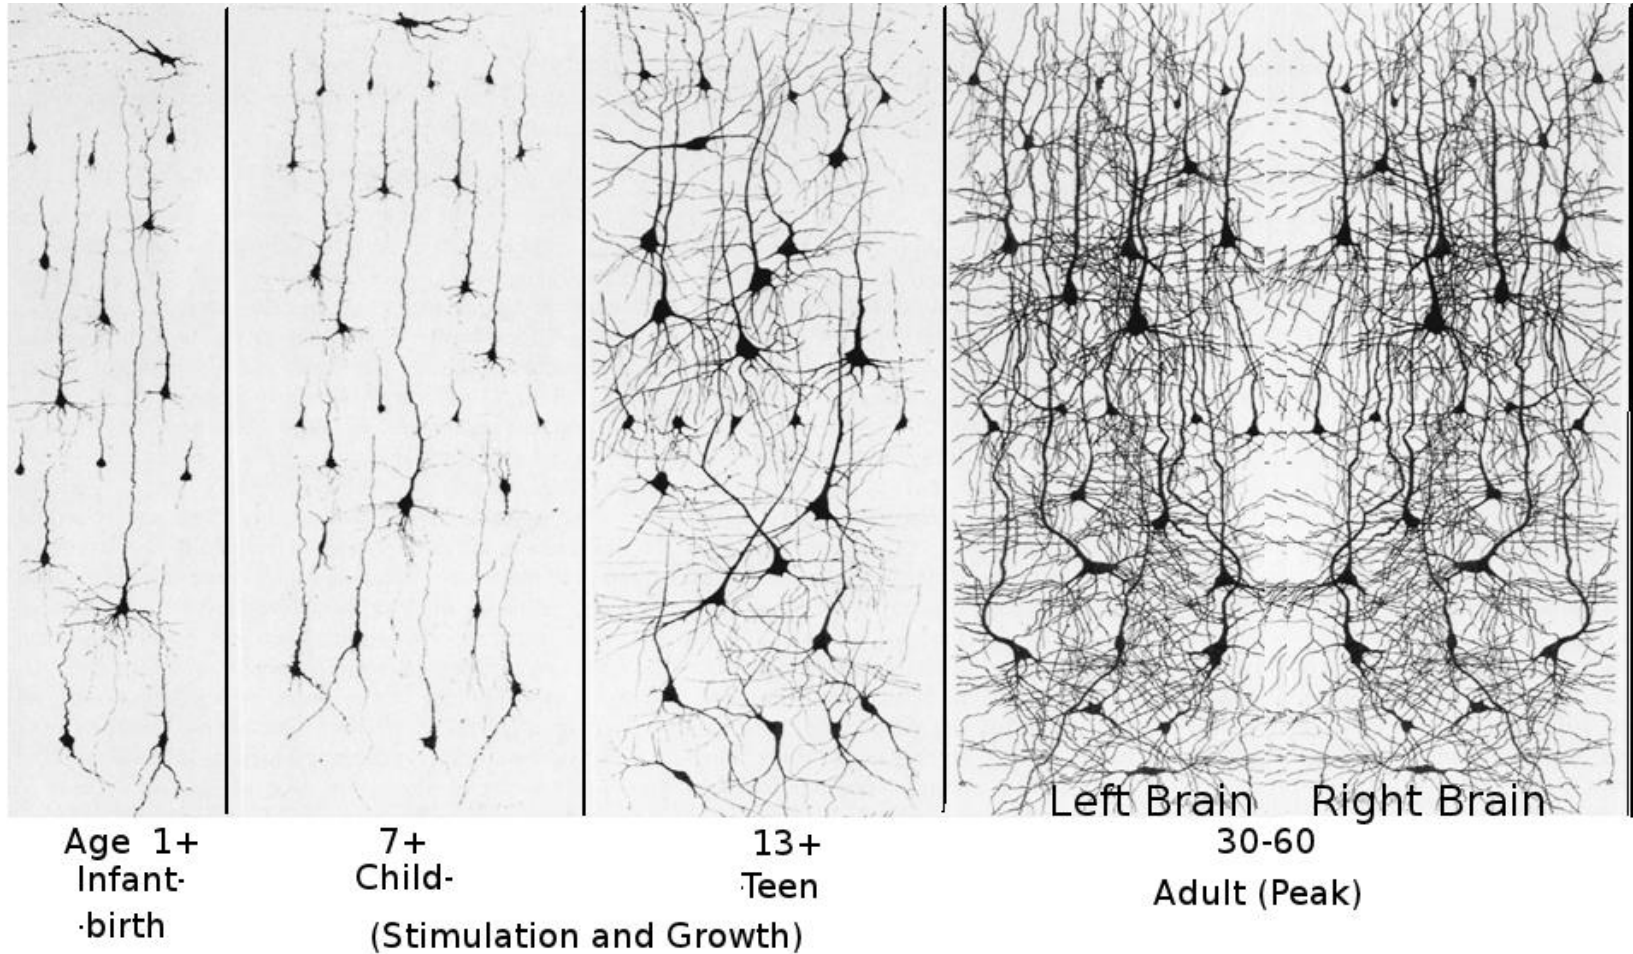 Left Brain Right Brain
Age 1+ 7+ 13+ 30-60
Infant- Child- Teen Adult (Peak)
-birth
(Stimulation and Growth)